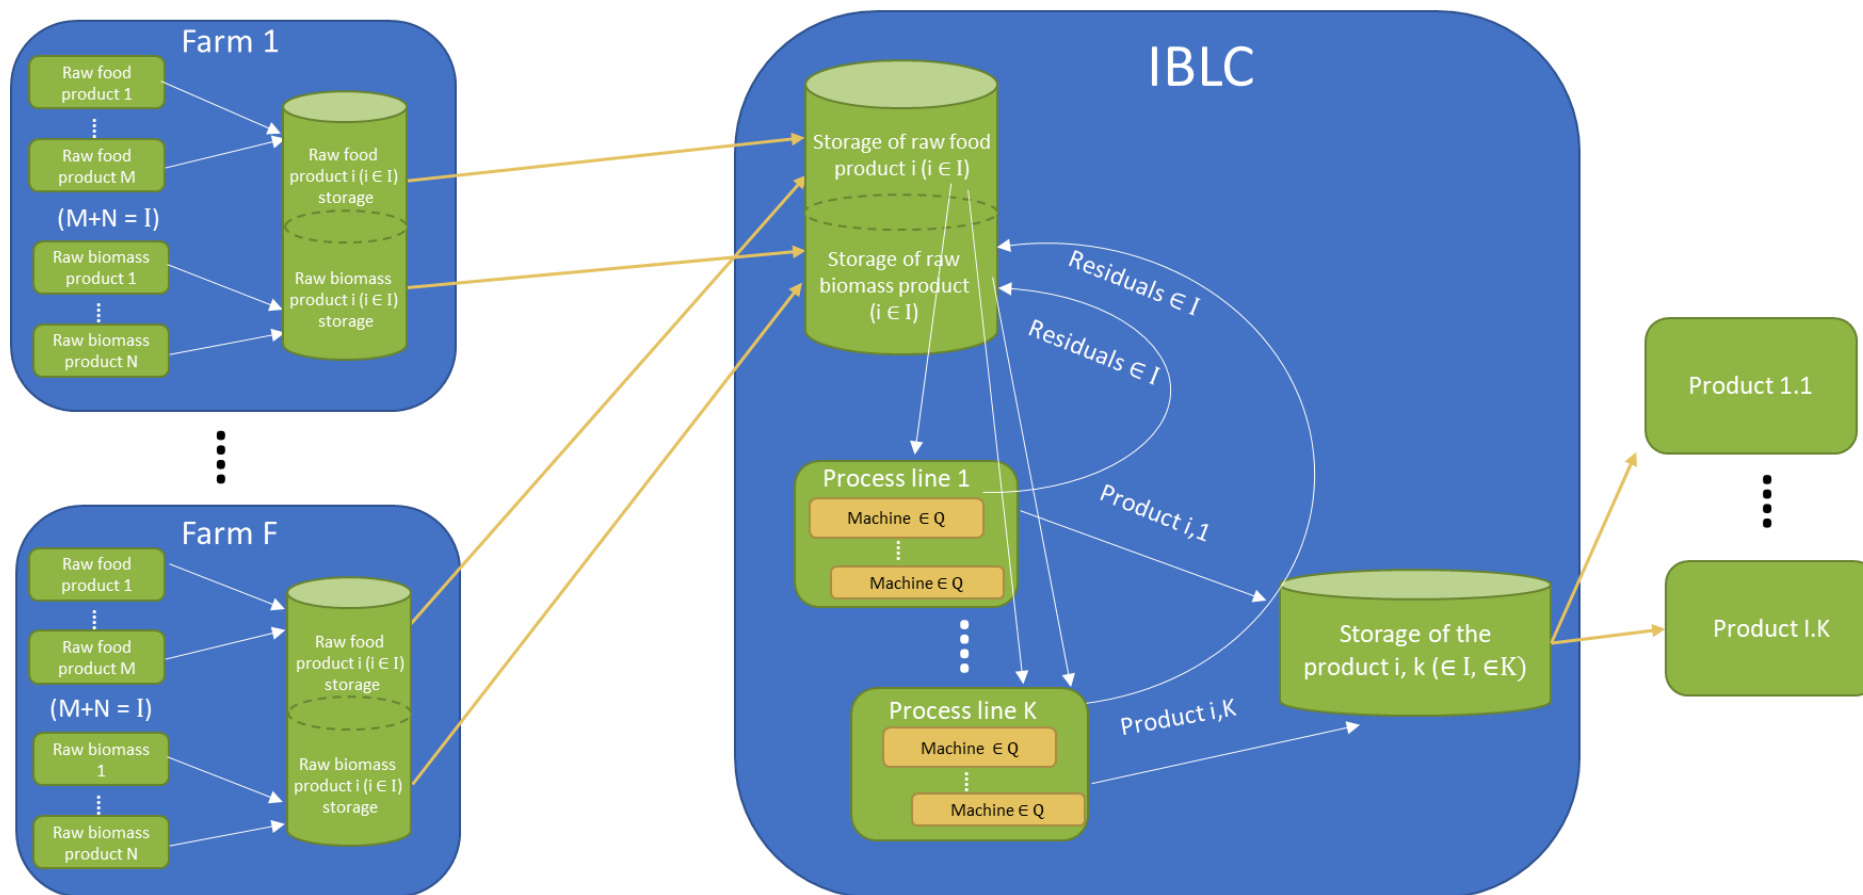 Farm 1
Raw food
product 1
Raw food
product M
(M+N = I)
Raw biomass
product 1
Raw biomass
product N
Raw food
product i (i ∈ I)
storage
Raw biomass
product i (i ∈ I)
storage
Farm F
Raw food
product 1
Raw food
product M
(M+N = I)
Raw biomass
1
Raw biomass
product N
Raw food
product i (i ∈ I)
storage
Raw biomass
product i (i ∈ I)
storage
IBLC
Storage of raw food
product i (i ∈ I)
Storage of raw
biomass product
(i ∈ I)
Residuals ∈ I
Residuals ∈ I
Process line 1
Machine ∈ Q
Machine ∈ Q
Product i,1
Process line K
Machine ∈ Q
Machine ∈ Q
Product i,K
Storage of the
product i, k (∈ I, ∈K)
Product 1.1
Product I.K